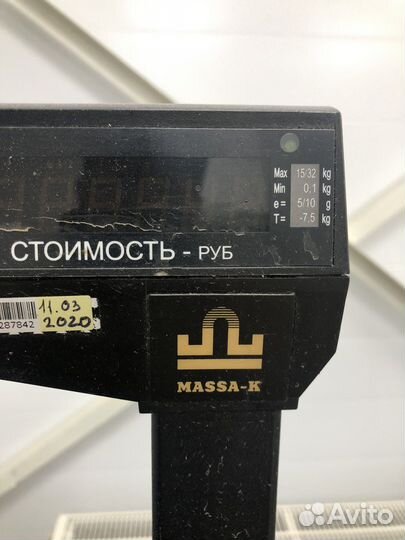 Max 15/32 kg
Min 0,1 kg
e = 5/10 g
T = -7,5 kg
СТОИМОСТЬ - РУБ
11.03
2020
287842
MASSA-K
Avito